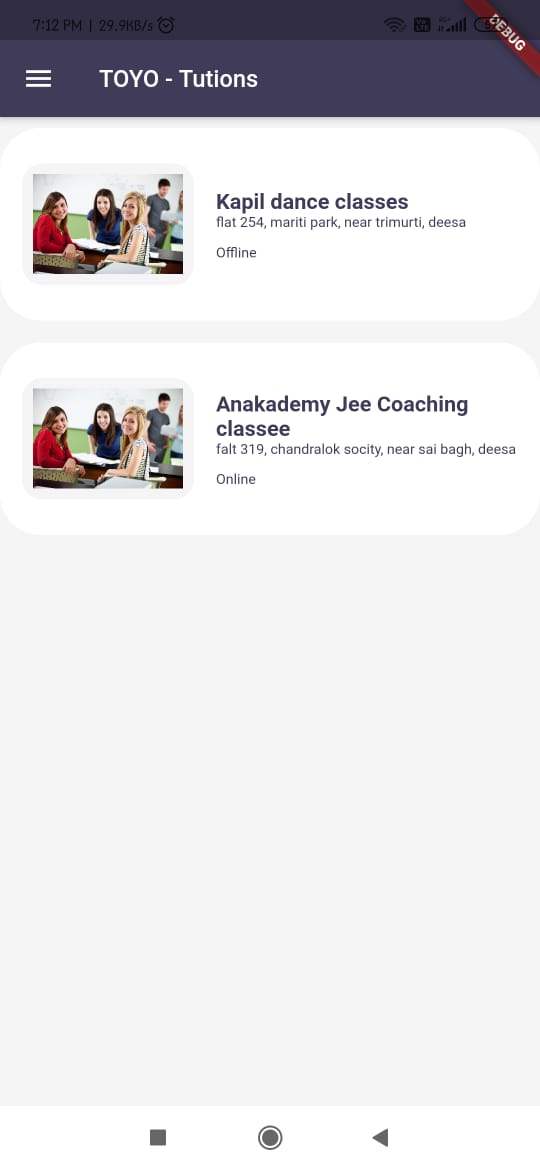 7:12 PM | 29.9KB/s
DEBUG
TOYO - Tutions
Kapil dance classes
flat 254, mariti park, near trimurti, deesa
Offline
Anakademy Jee Coaching
classee
falt 319, chandralok socity, near sai bagh, deesa
Online